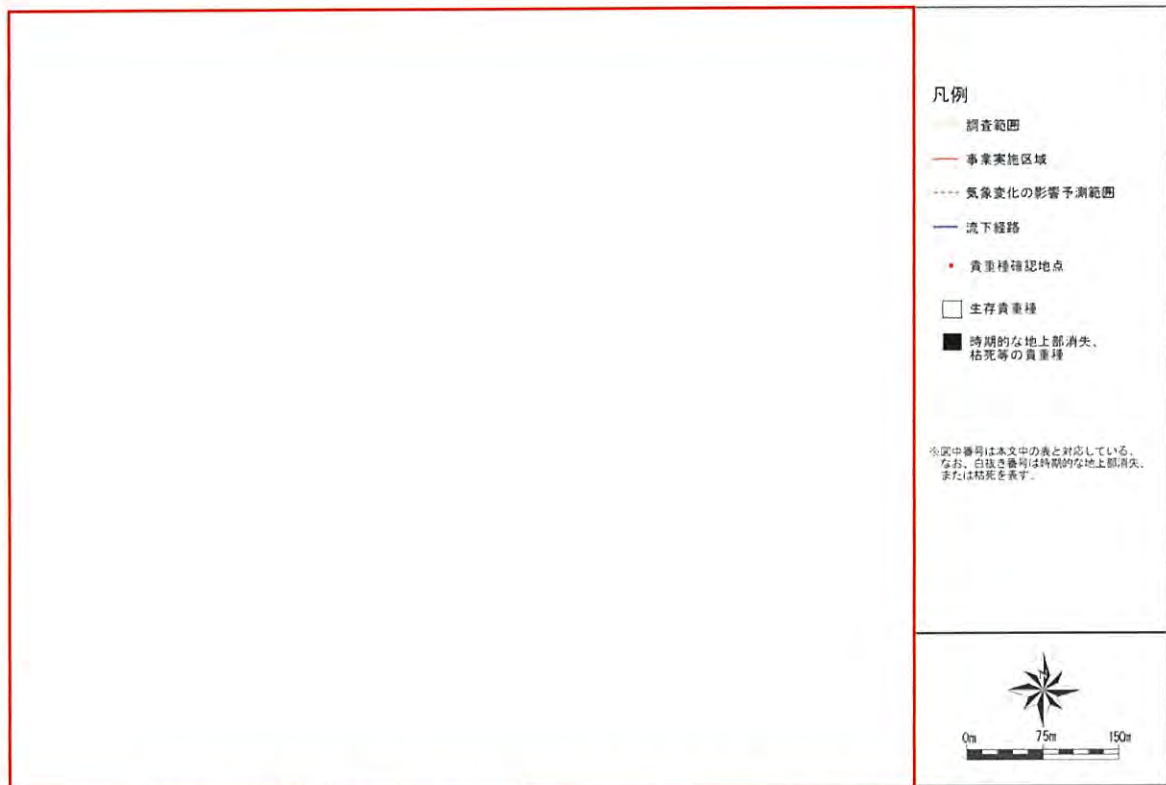 凡例
調査範囲
事業実施区域
気象変化の影響予測範囲
流下経路
貴重種確認地点
生存貴重種
時期的な地上部消失、
枯死等の貴重種
※図中番号は本文中の表と対応している。
なお、白抜き番号は時期的な地上部消失、
または枯死を表す。
N
0m 75m 150m